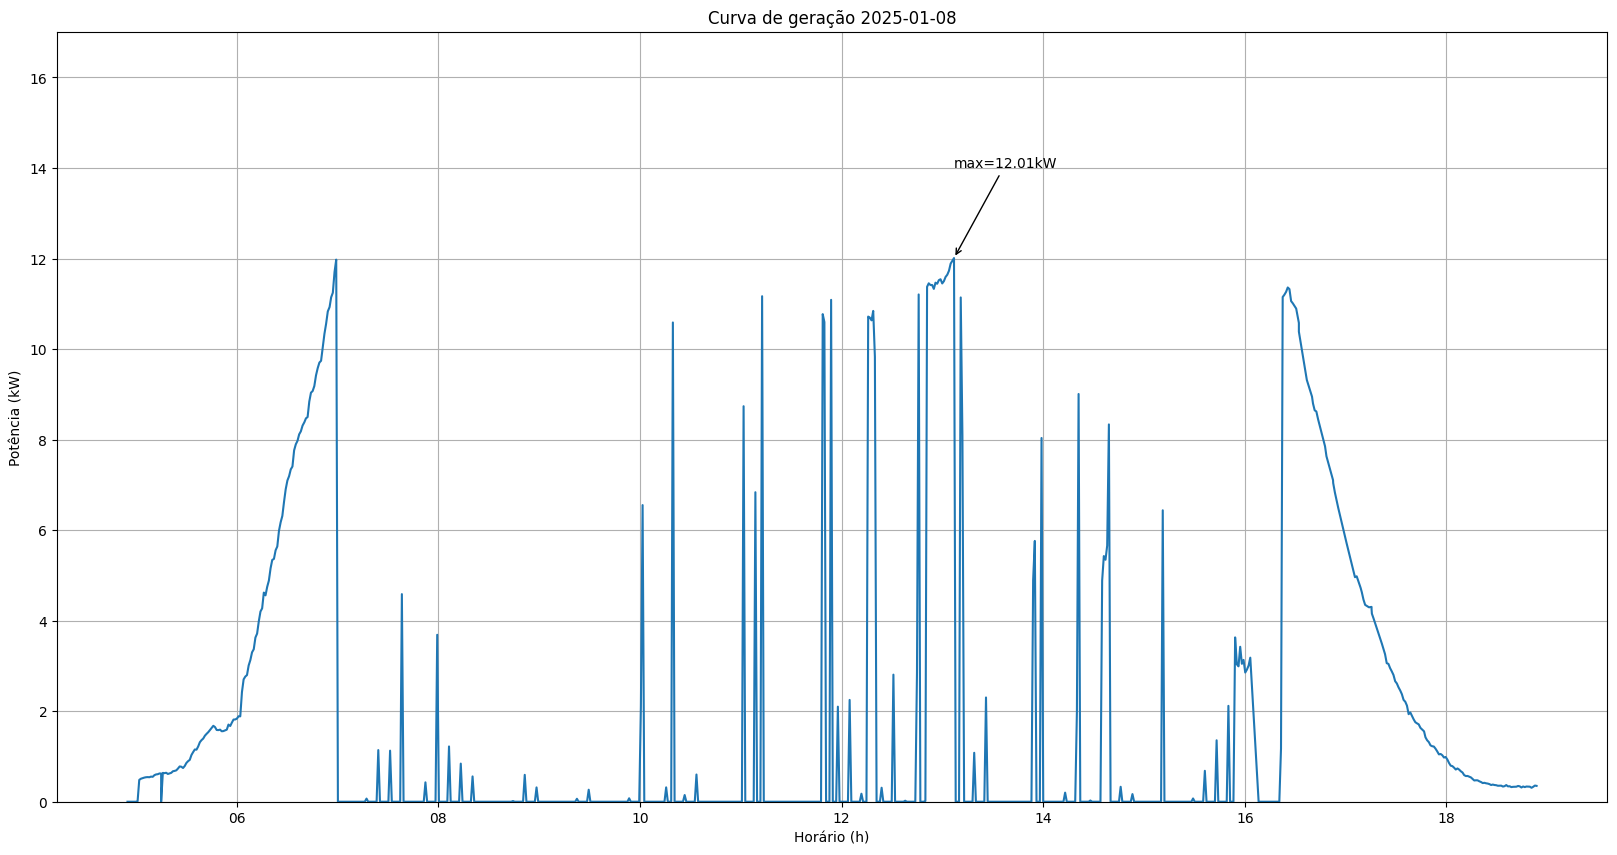 Curva de geração 2025-01-08
16
14
12
10
8
6
4
2
0
max=12.01kW
Potência (kW)
06 08 10 12 14 16 18
Horário (h)